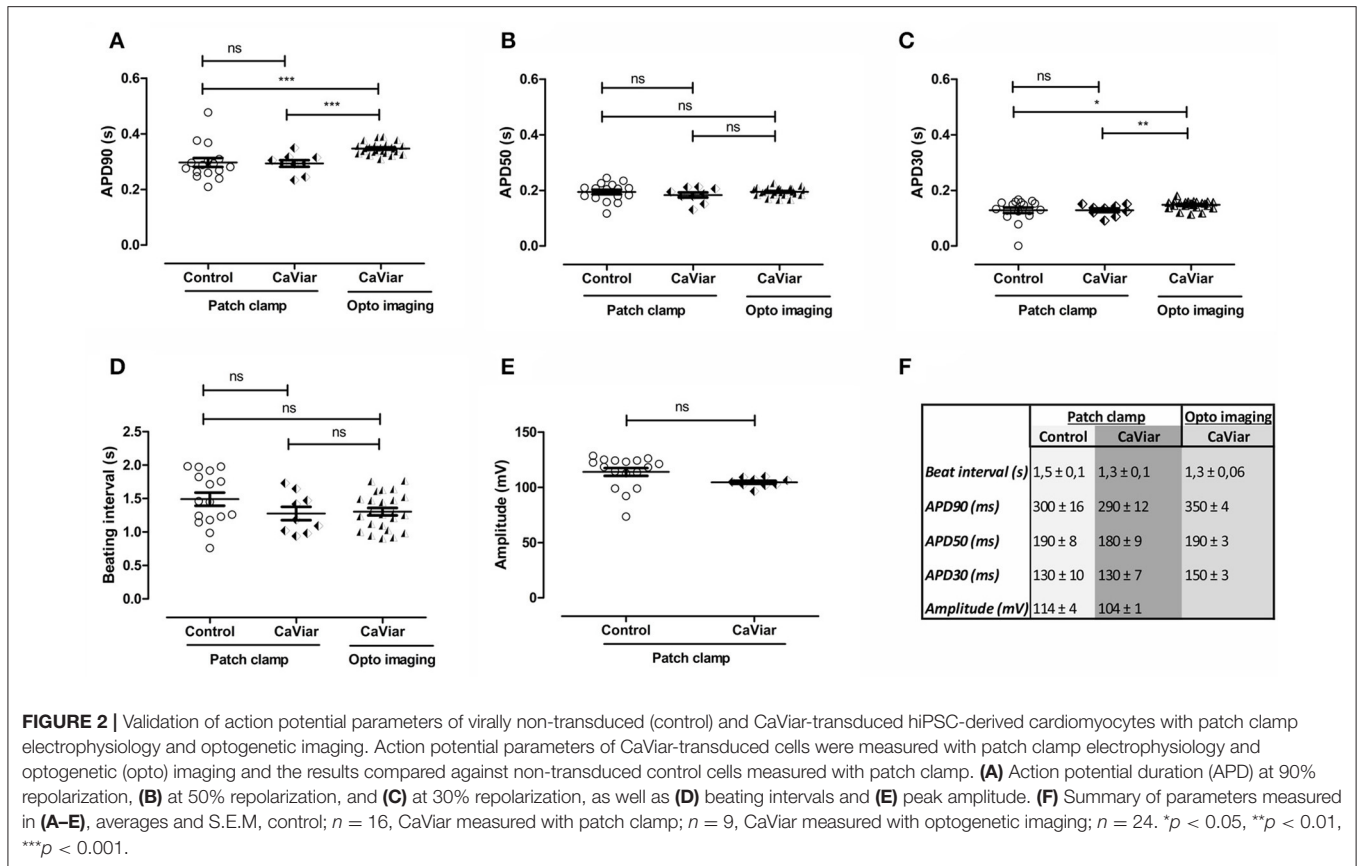 A
ns
***
***
0.6
0.4
0.2
0.0
APD90 (s)
Control CaViar CaViar
Patch clamp Opto imaging
B
ns
ns
ns
0.6
0.4
0.2
0.0
APD50 (s)
Control CaViar CaViar
Patch clamp Opto imaging
C
ns
*
**
0.6
0.4
0.2
0.0
APD30 (s)
Control CaViar CaViar
Patch clamp Opto imaging
D
ns
ns
ns
2.5
2.0
1.5
1.0
0.5
0.0
Beating interval (s)
Control CaViar CaViar
Patch clamp Opto imaging
E
ns
150
100
50
0
Amplitude (mV)
Control CaViar
Patch clamp
F
Patch clamp Opto imaging
Control CaViar CaViar
Beat interval (s) 1,5 ± 0,1 1,3 ± 0,1 1,3 ± 0,06
APD90 (ms) 300 ± 16 290 ± 12 350 ± 4
APD50 (ms) 190 ± 8 180 ± 9 190 ± 3
APD30 (ms) 130 ± 10 130 ± 7 150 ± 3
Amplitude (mV) 114 ± 4 104 ± 1
FIGURE 2 | Validation of action potential parameters of virally non-transduced (control) and CaViar-transduced hiPSC-derived cardiomyocytes with patch clamp
electrophysiology and optogenetic imaging. Action potential parameters of CaViar-transduced cells were measured with patch clamp electrophysiology and
optogenetic (opto) imaging and the results compared against non-transduced control cells measured with patch clamp. (A) Action potential duration (APD) at 90%
repolarization, (B) at 50% repolarization, and (C) at 30% repolarization, as well as (D) beating intervals and (E) peak amplitude. (F) Summary of parameters measured
in (A–E), averages and S.E.M, control; n = 16, CaViar measured with patch clamp; n = 9, CaViar measured with optogenetic imaging; n = 24. *p < 0.05, **p < 0.01,
***p < 0.001.